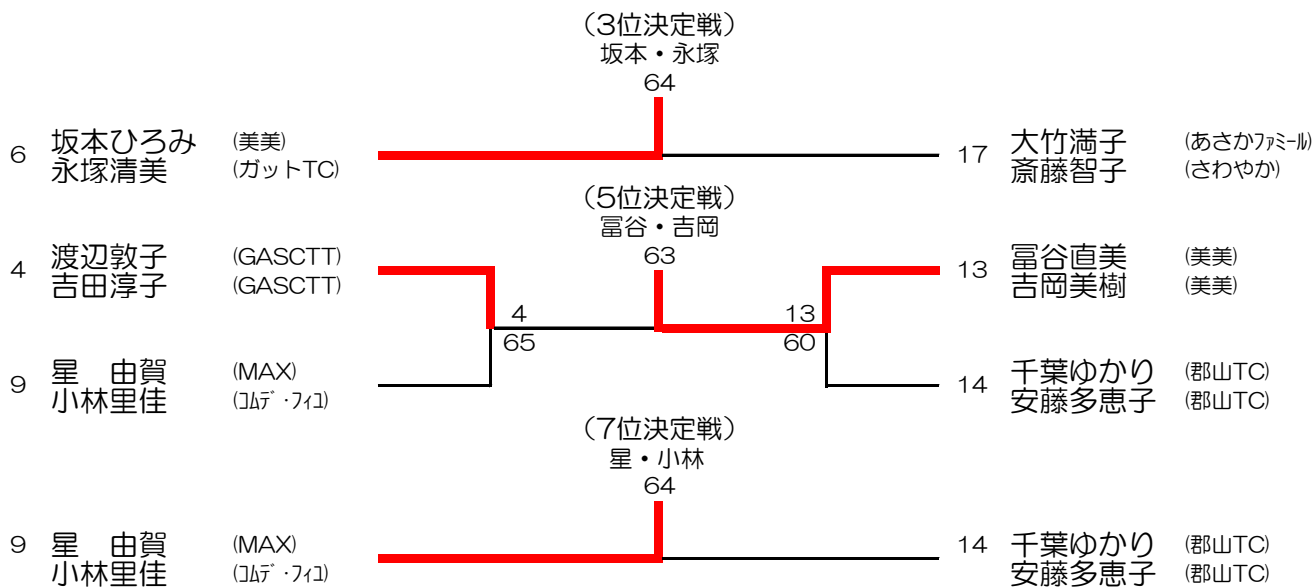 （3位決定戦）
坂本・永塚
64
6 坂本ひろみ (美美) 17 大竹満子 (あさかﾌｧﾐｰﾙ)
永塚清美 (ガットTC) 斎藤智子 (さわやか)
（5位決定戦）
冨谷・吉岡
63
4 渡辺敦子 (GASCTT) 13 冨谷直美 (美美)
吉田淳子 (GASCTT) 吉岡美樹 (美美)
4 13
65 60
9 星　由賀 (MAX) 14 千葉ゆかり (郡山TC)
小林里佳 (ｺﾑﾃﾞ・ﾌｨﾕ) 安藤多恵子 (郡山TC)
（7位決定戦）
星・小林
64
9 星　由賀 (MAX) 14 千葉ゆかり (郡山TC)
小林里佳 (ｺﾑﾃﾞ・ﾌｨﾕ) 安藤多恵子 (郡山TC)